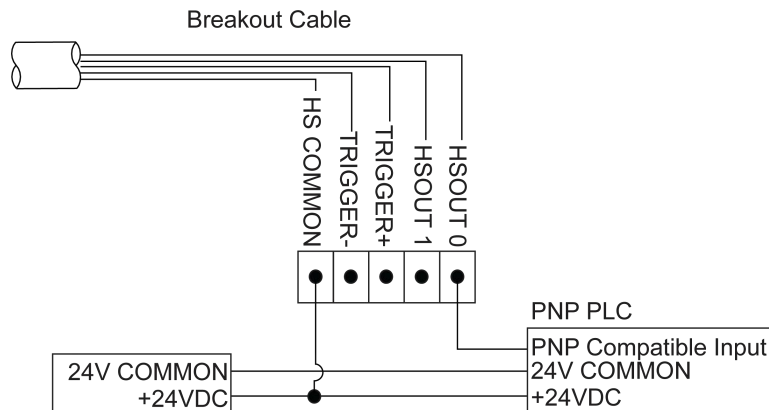 Breakout Cable
HS COMMON
TRIGGER-
TRIGGER+
HSOUT 1
HSOUT 0
PNP PLC
PNP Compatible Input
24V COMMON
+24VDC
24V COMMON
+24VDC